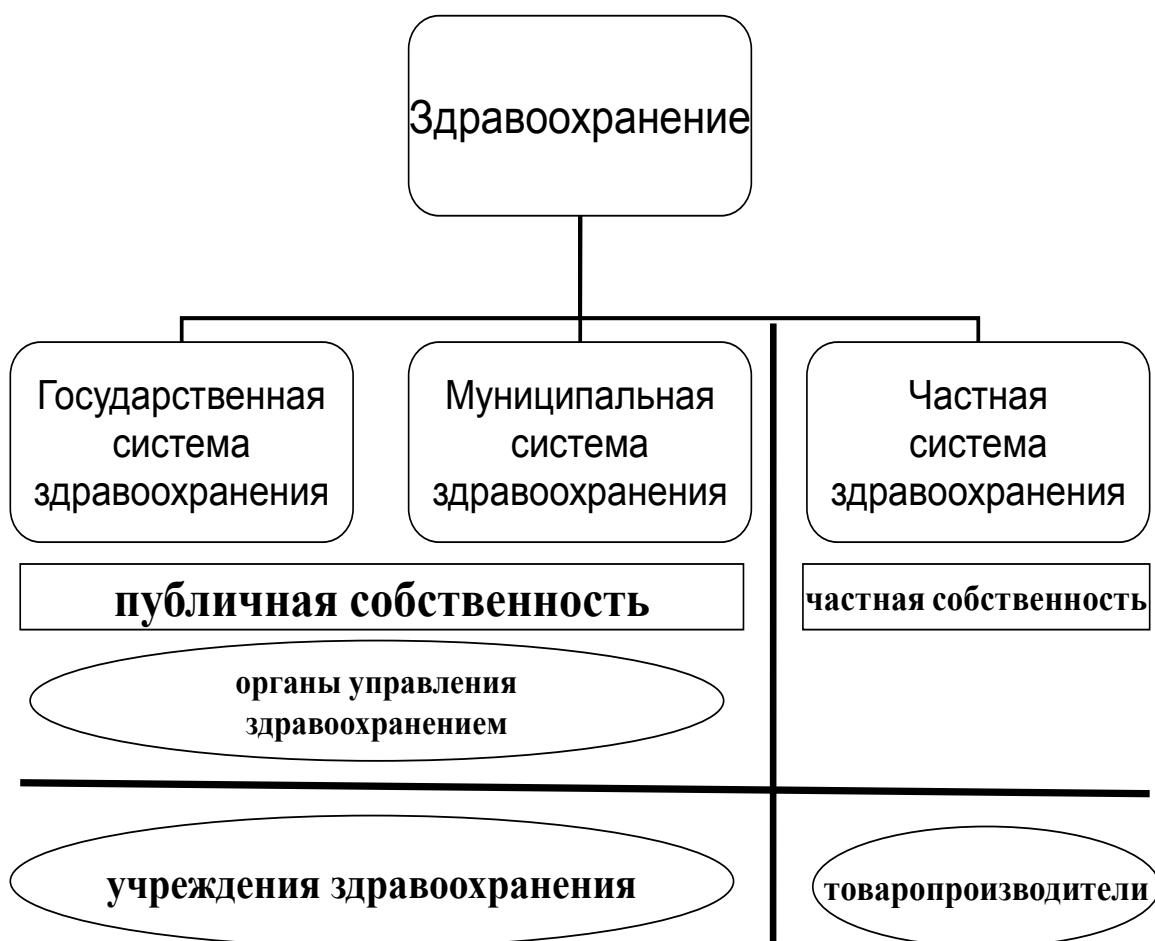 Здравоохранение
Государственная
система
здравоохранения
Муниципальная
система
здравоохранения
Частная
система
здравоохранения
публичная собственность
частная собственность
органы управления
здравоохранением
учреждения здравоохранения
товаропроизводители